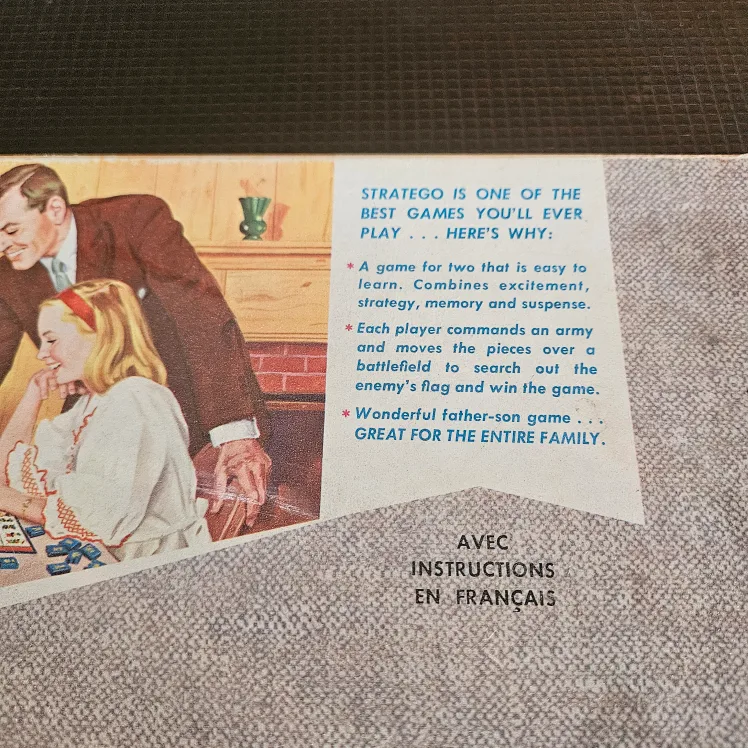 STRATEGO IS ONE OF THE
BEST GAMES YOU'LL EVER
PLAY . . . HERE'S WHY:
* A game for two that is easy to
learn. Combines excitement,
strategy, memory and suspense.
* Each player commands an army
and moves the pieces over a
battlefield to search out the
enemy's flag and win the game.
* Wonderful father-son game . . .
GREAT FOR THE ENTIRE FAMILY.
AVEC
INSTRUCTIONS
EN FRANÇAIS